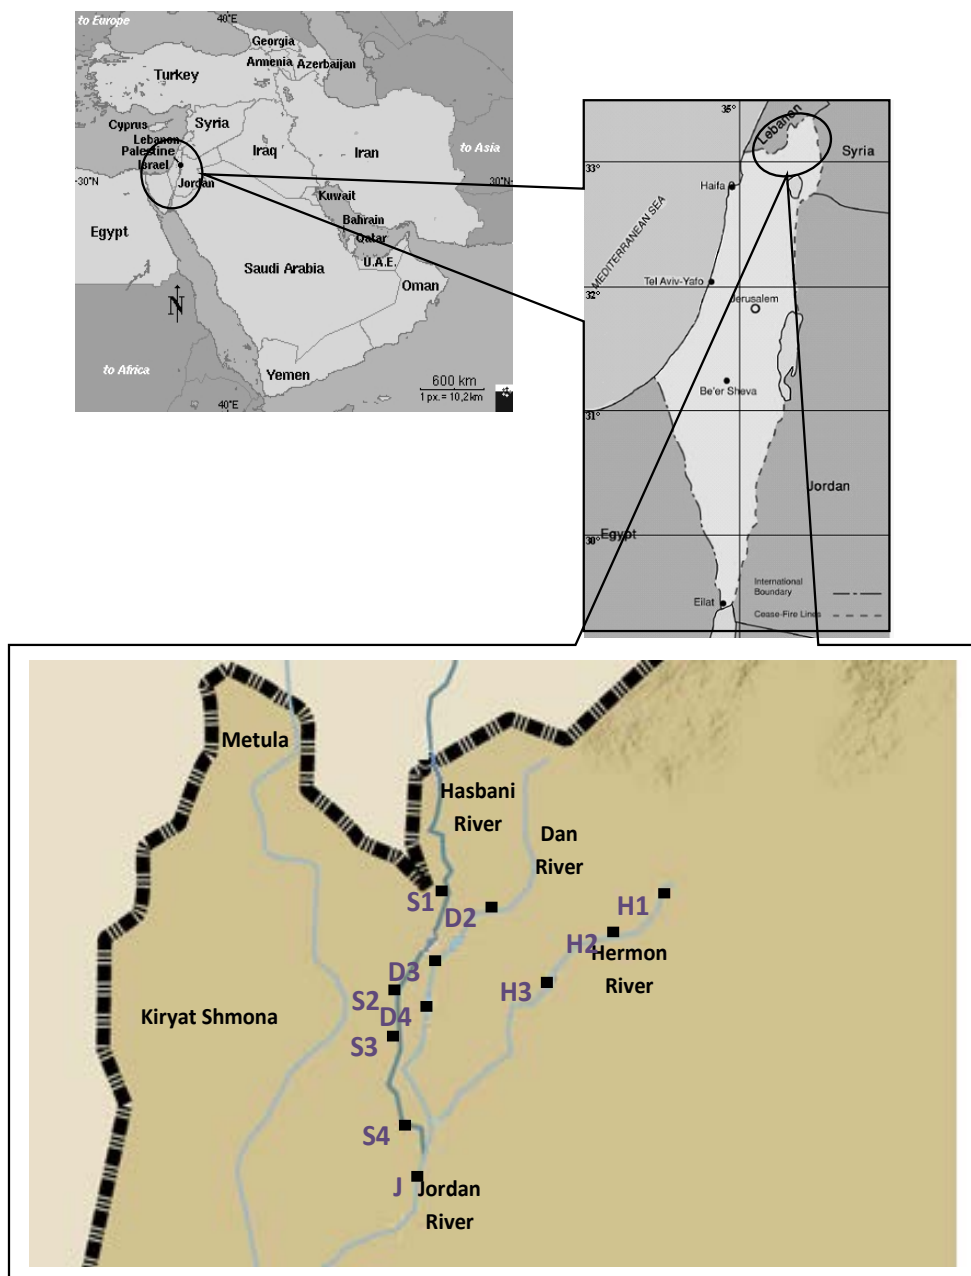 to Europe
40°E
Georgia
Armenia
Azerbaijan
Turkey
Cyprus
Syria
Lebanon
Palestine
Israel
Iraq
Iran
to Asia
30°N
30°N
Jordan
Kuwait
Egypt
Bahrain
Qatar
U.A.E.
Saudi Arabia
Oman
N
to Africa
Yemen
600 km
1 px. = 10,2 km
40°E
35°
Lebanon
Syria
33°
Haifa
MEDITERRANEAN SEA
Tel Aviv-Yafo
32°
Jerusalem
Be'er Sheva
31°
Jordan
30°
Egypt
International
Boundary
Eilat
Cease-Fire Lines
Metula
Hasbani
River
Dan
River
S1
D2
H1
H2
Hermon
River
D3
H3
S2
D4
Kiryat Shmona
S3
S4
J
Jordan
River